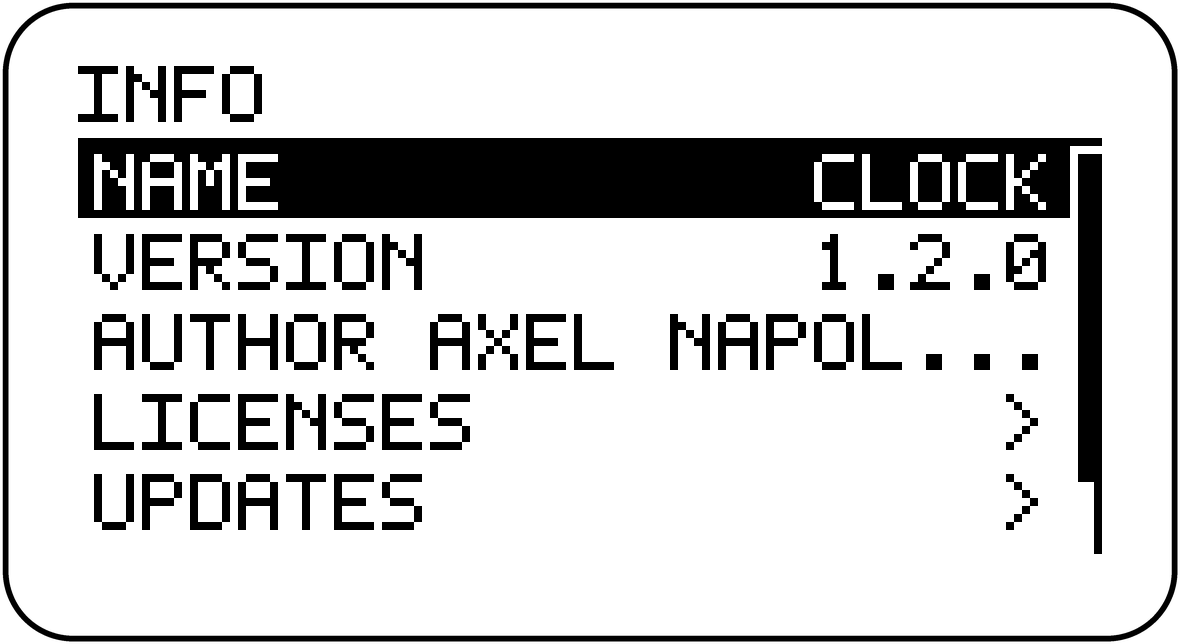 INFO
NAME CLOCK
VERSION 1.2.0
AUTHOR AXEL NAPOL...
LICENSES >
UPDATES >